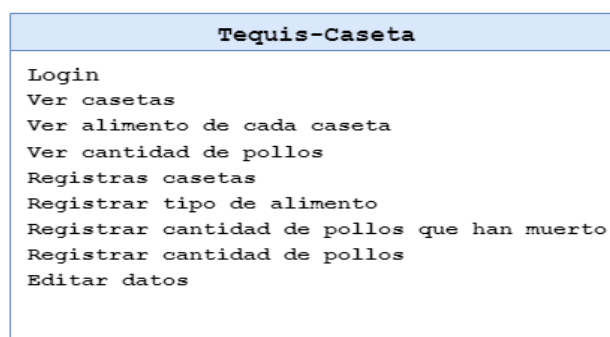 Tequis-Caseta
Login
Ver casetas
Ver alimento de cada caseta
Ver cantidad de pollos
Registras casetas
Registrar tipo de alimento
Registrar cantidad de pollos que han muerto
Registrar cantidad de pollos
Editar datos